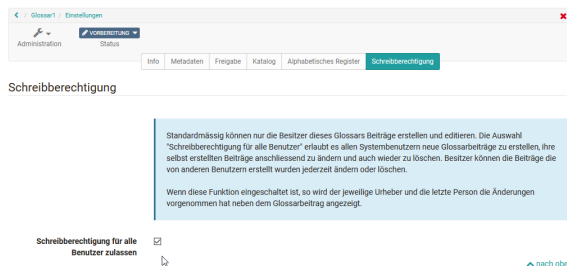 / Glossar1 / Einstellungen
Administration
VORBEREITUNG
Status
Info Metadaten Freigabe Katalog Alphabetisches Register Schreibberechtigung
Schreibberechtigung
Standardmässig können nur die Besitzer dieses Glossars Beiträge erstellen und editieren. Die Auswahl
"Schreibberechtigung für alle Benutzer" erlaubt es allen Systembenutzern neue Glossarbeiträge zu erstellen, ihre
selbst erstellten Beiträge anschliessend zu ändern und auch wieder zu löschen. Besitzer können die Beiträge die
von anderen Benutzern erstellt wurden jederzeit ändern oder löschen.
Wenn diese Funktion eingeschaltet ist, so wird der jeweilige Urheber und die letzte Person die Änderungen
vorgenommen hat neben dem Glossarbeitrag angezeigt.
Schreibberechtigung für alle
Benutzer zulassen
nach obe